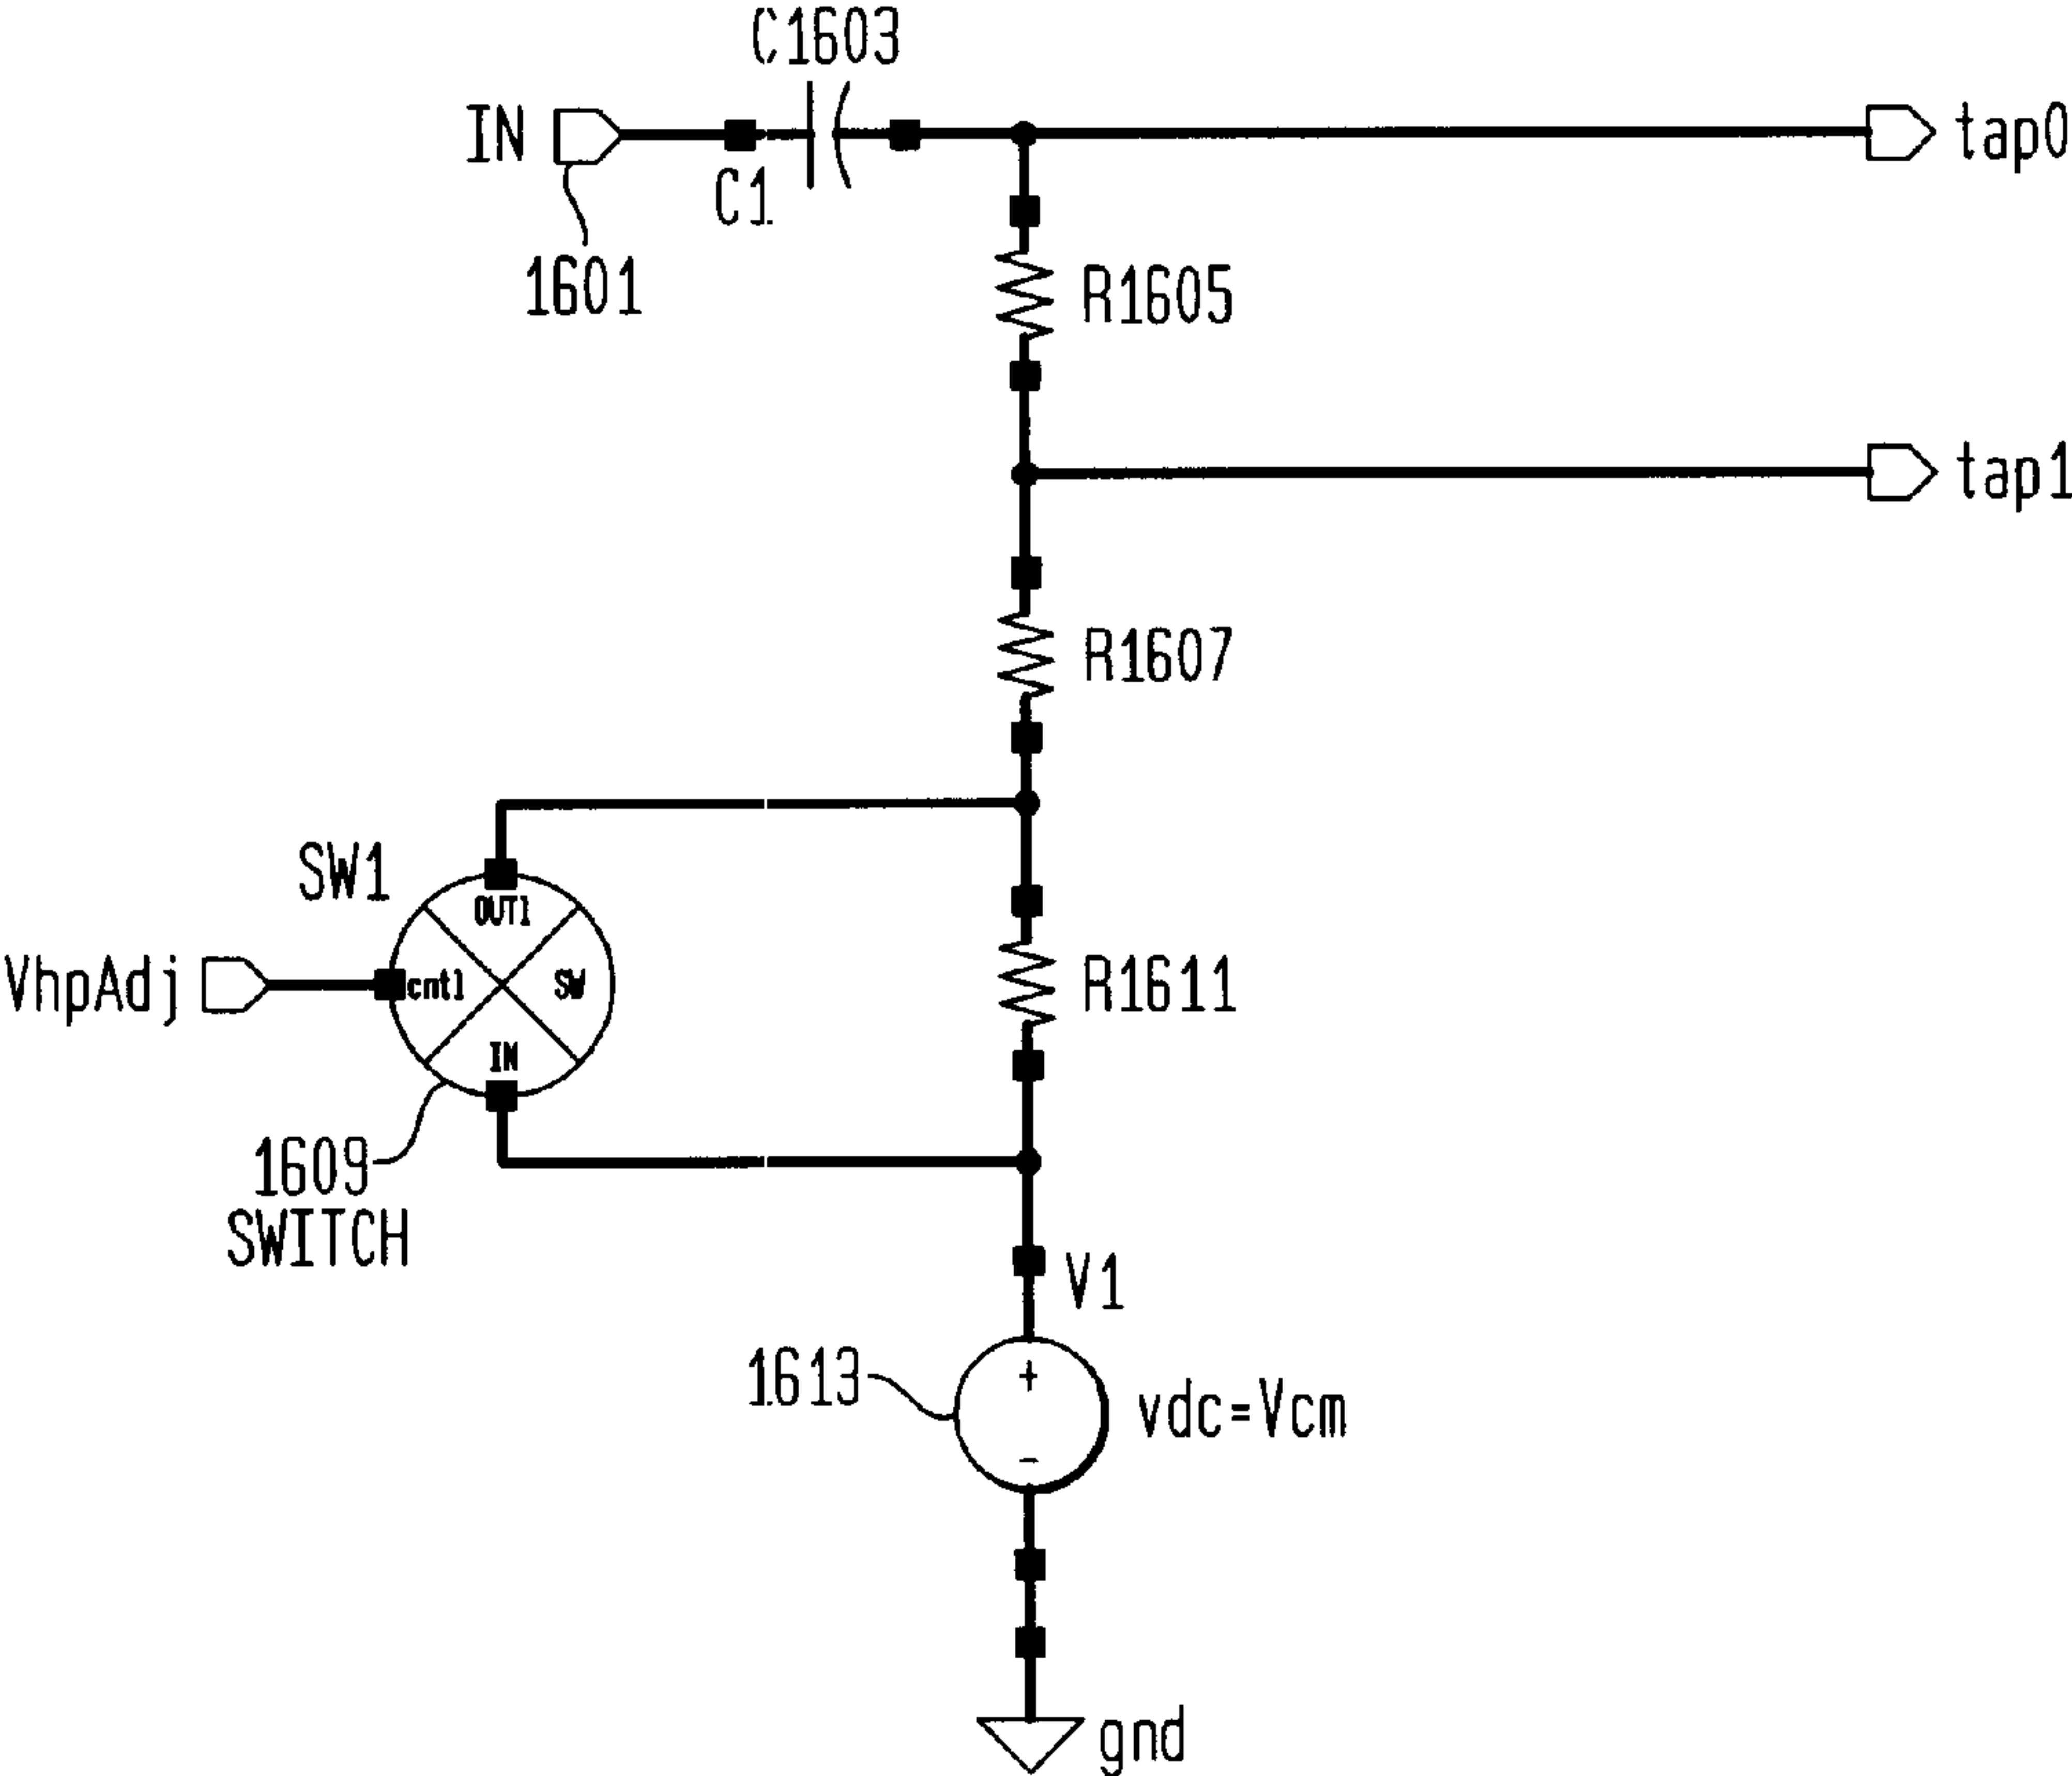 C1603
IN
tap0
C1
1601
R1605
tap1
R1607
SW1
OUT1
VhpAdj
cmtl
SW
R1611
IN
1609
SWITCH
V1
+
1613
vdc=Vcm
-
gnd